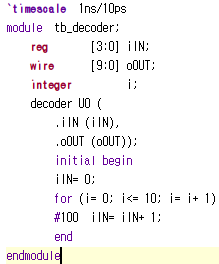 `timescale 1ns/10ps
module tb_decoder;
reg [3:0] iIN;
wire [9:0] oOUT;
integer i;
decoder U0 (
.iIN (iIN),
.oOUT (oOUT));
initial begin
iIN= 0;
for (i= 0; i<= 10; i= i+ 1)
#100 iIN= iIN+ 1;
end
endmodule